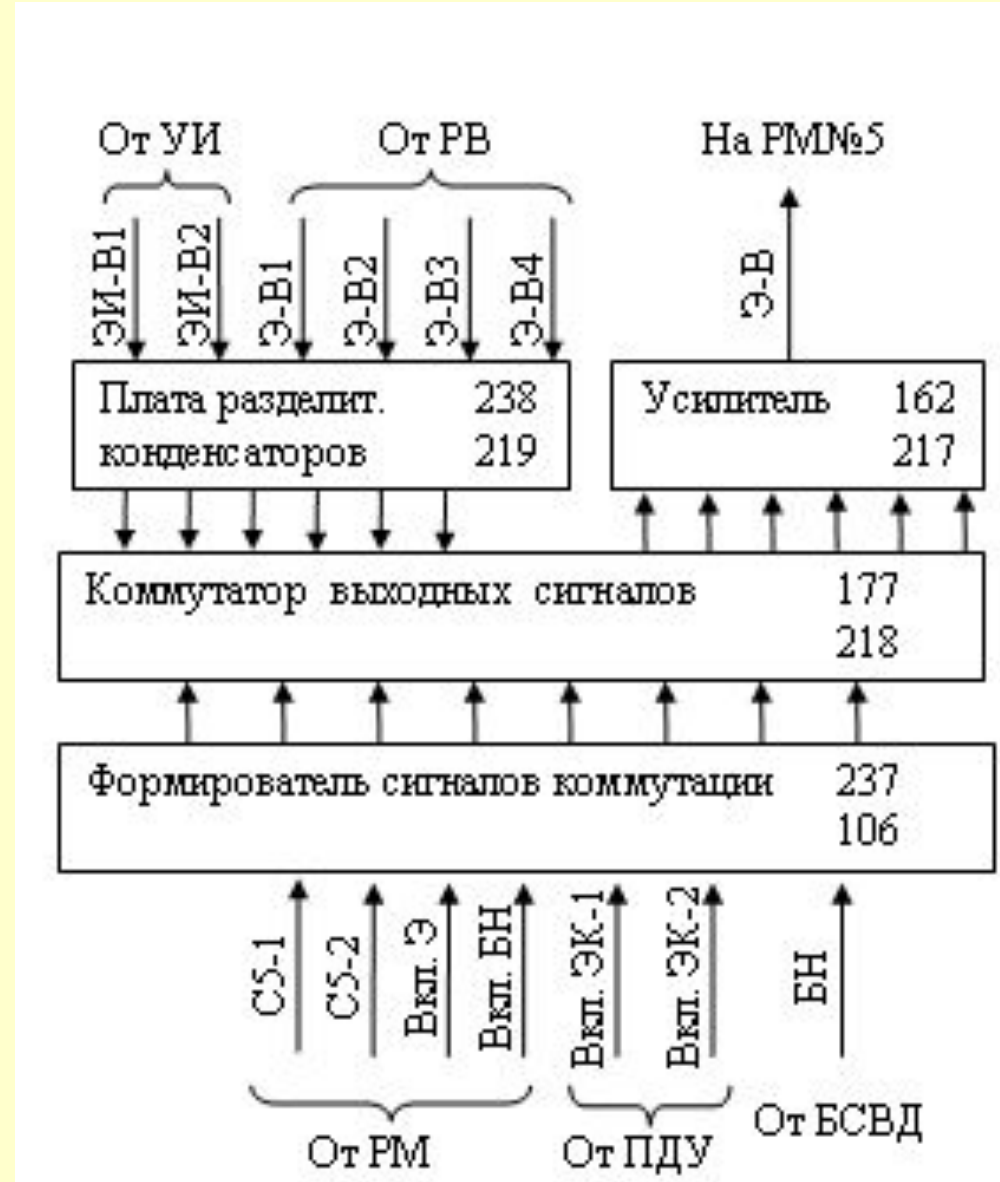 От УИ От РВ На РМ№5
ЭИ-В1 ЭИ-В2 Э-В1 Э-В2 Э-В3 Э-В4 Э-В
Плата разделит. 238 Усилитель 162
конденсаторов 219 217
Коммутатор выходных сигналов 177
218
Формирователь сигналов коммутации 237
106
С5-1 С5-2 Вкл. Э Вкл. БН Вкл. ЭК-1 Вкл. ЭК-2 БН
От РМ От ПДУ От БСВД